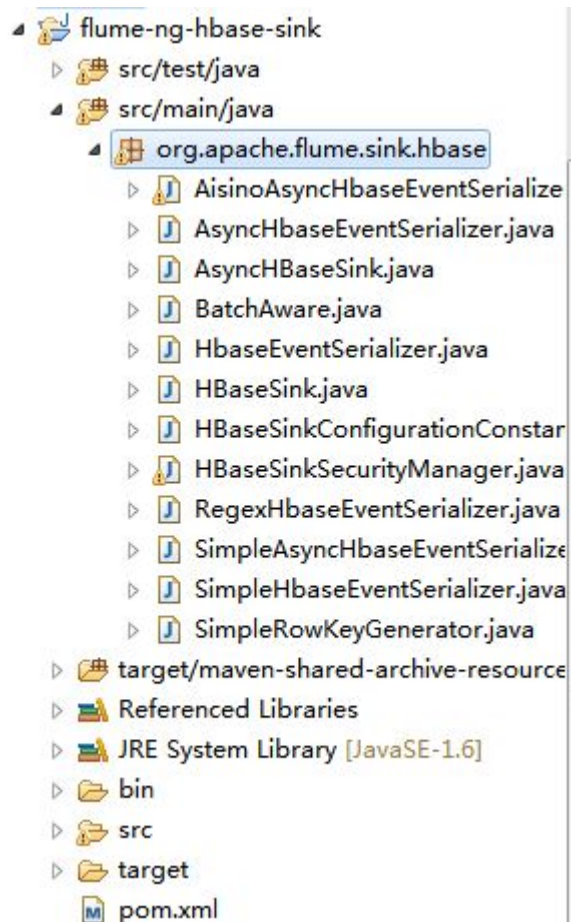 flume-ng-hbase-sink
src/test/java
src/main/java
org.apache.flume.sink.hbase
AisinoAsyncHbaseEventSerialize
AsyncHbaseEventSerializer.java
AsyncHBaseSink.java
BatchAware.java
HbaseEventSerializer.java
HBaseSink.java
HBaseSinkConfigurationConstan
HBaseSinkSecurityManager.java
RegexHbaseEventSerializer.java
SimpleAsyncHbaseEventSerialize
SimpleHbaseEventSerializer.java
SimpleRowKeyGenerator.java
target/maven-shared-archive-resource
Referenced Libraries
JRE System Library [JavaSE-1.6]
bin
src
target
pom.xml